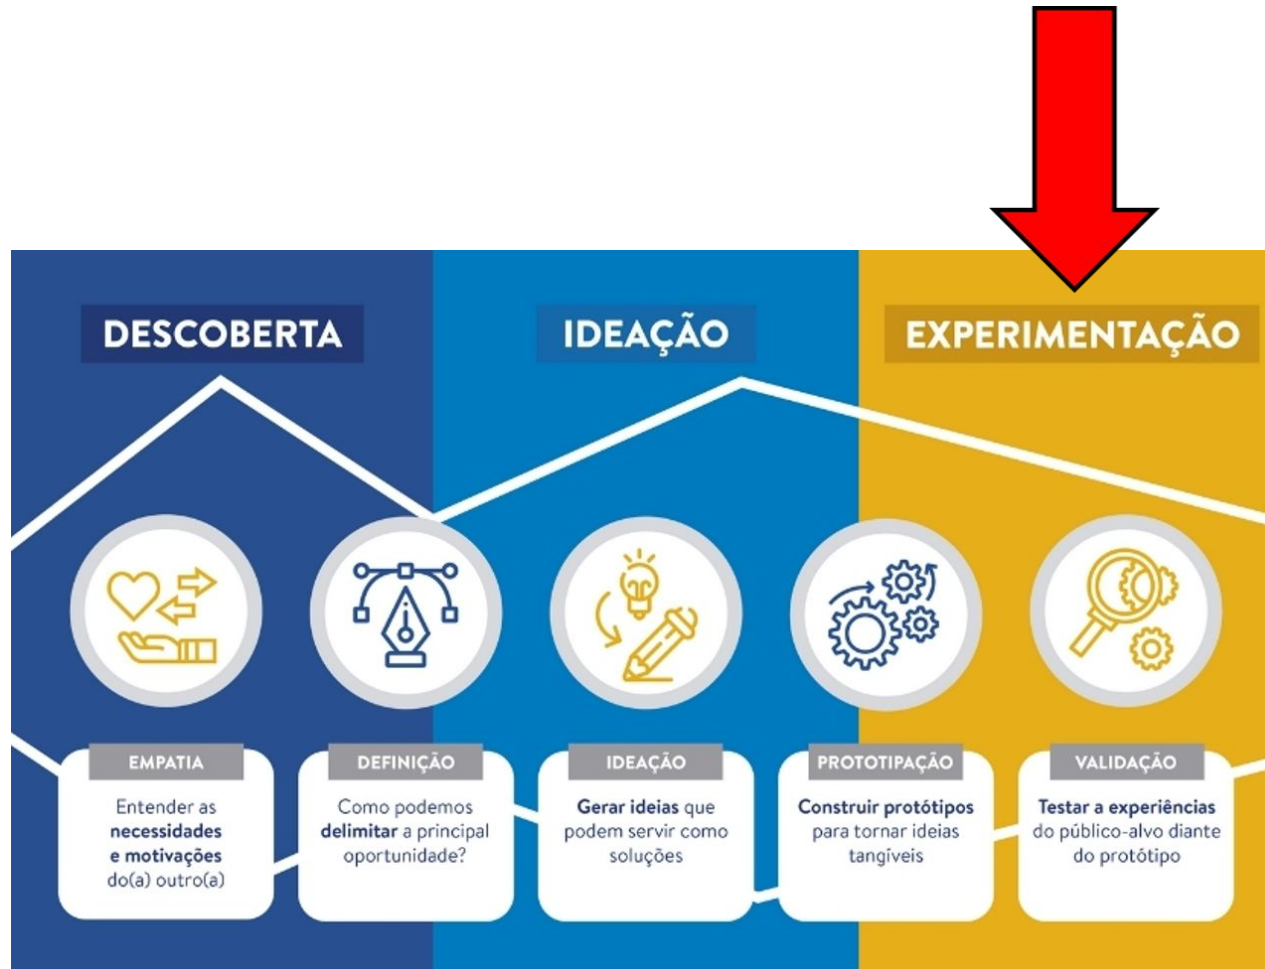 DESCOBERTA
IDEAÇÃO
EXPERIMENTAÇÃO
EMPATIA
Entender as
necessidades
e motivações
do(a) outro(a)
DEFINIÇÃO
Como podemos
delimitar a principal
oportunidade?
IDEAÇÃO
Gerar ideias que
podem servir como
soluções
PROTOTIPAÇÃO
Construir protótipos
para tornar ideias
tangíveis
VALIDAÇÃO
Testar a experiências
do público-alvo diante
do protótipo